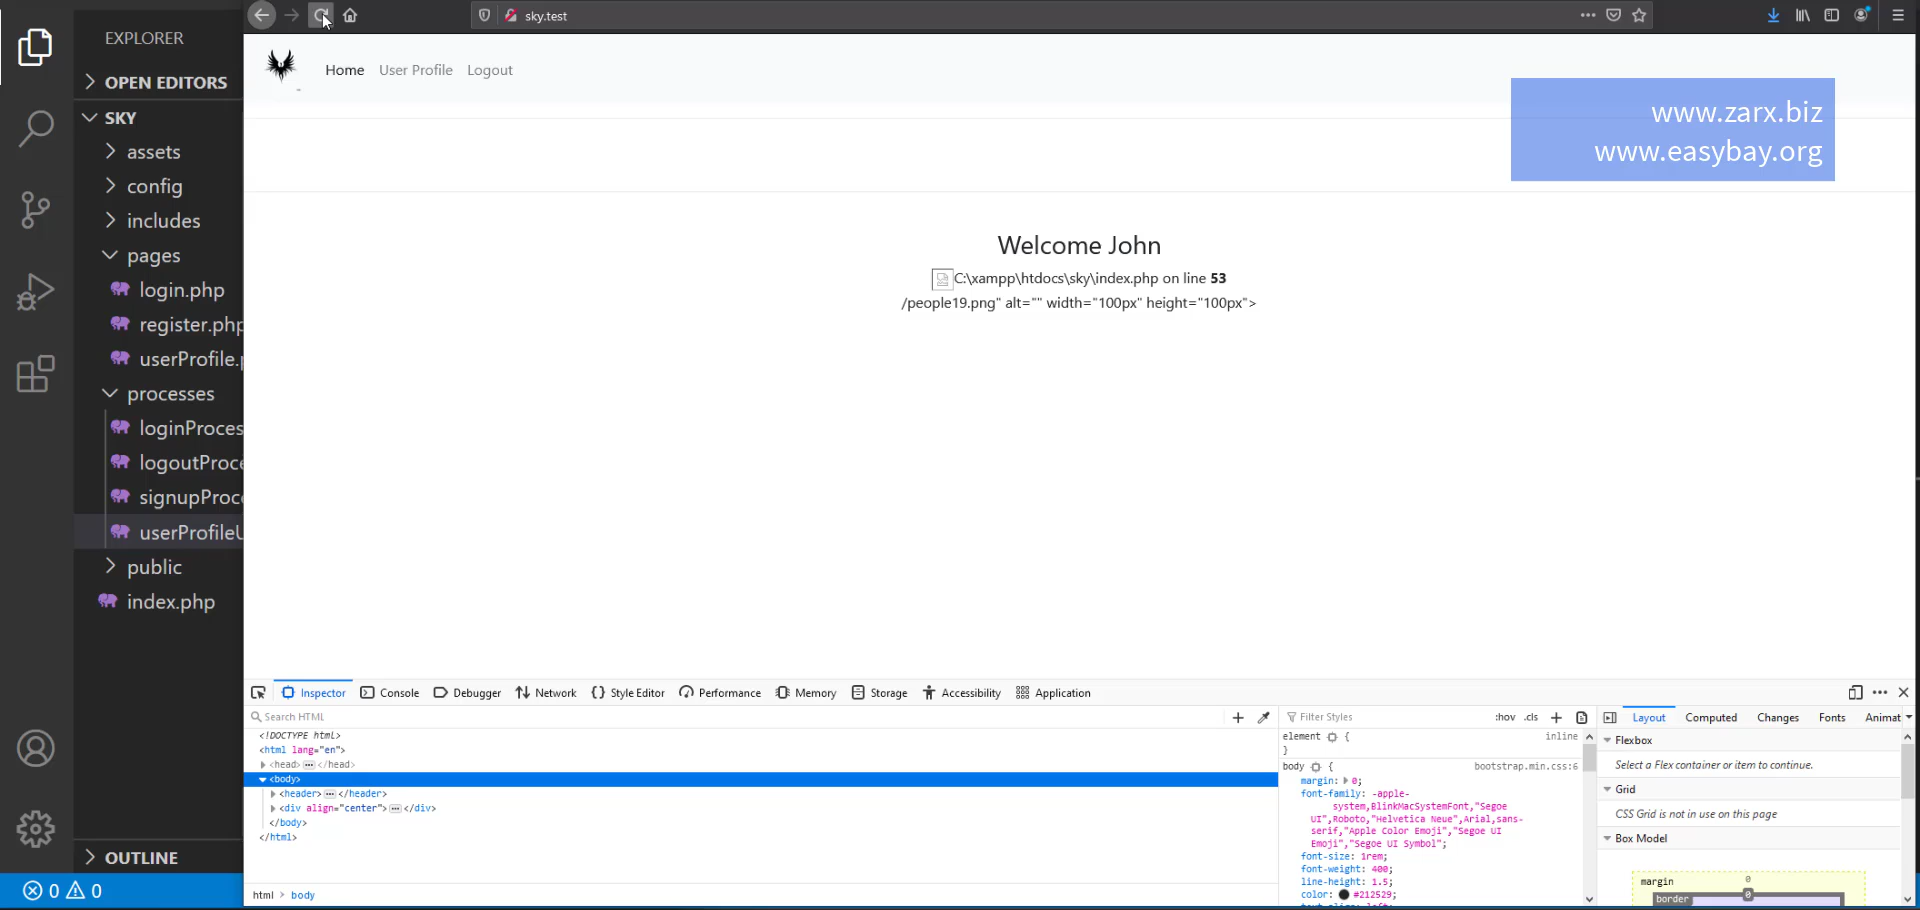 EXPLORER
OPEN EDITORS
SKY
assets
config
includes
pages
login.php
register.php
userProfile.p
processes
loginProces
logoutProce
signupProce
userProfileU
public
index.php
OUTLINE
0 0
sky.test
Home User Profile Logout
www.zarx.biz
www.easybay.org
Welcome John
C:\xampp\htdocs\sky\index.php on line 53
/people19.png" alt="" width="100px" height="100px">
Inspector Console Debugger Network Style Editor Performance Memory Storage Accessibility Application
Search HTML
<!DOCTYPE html>
<html lang="en">
<head> </head>
<body>
<header> </header>
<div align="center"> </div>
</body>
</html>
html > body
Filter Styles :hov .cls
element { inline
}
body { bootstrap.min.css:6
margin: 0;
font-family: -apple-
system,BlinkMacSystemFont,"Segoe
UI",Roboto,"Helvetica Neue",Arial,sans-
serif,"Apple Color Emoji","Segoe UI
Emoji","Segoe UI Symbol";
font-size: 1rem;
font-weight: 400;
line-height: 1.5;
color: #212529;
text-align: left;
Layout Computed Changes Fonts Animat
Flexbox
Select a Flex container or item to continue.
Grid
CSS Grid is not in use on this page
Box Model
margin 0
border 0